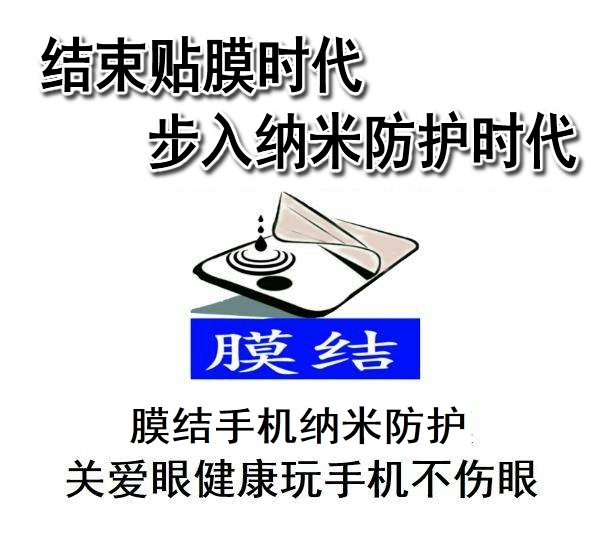 结束贴膜时代
步入纳米防护时代
膜结
膜结手机纳米防护
关爱眼健康玩手机不伤眼